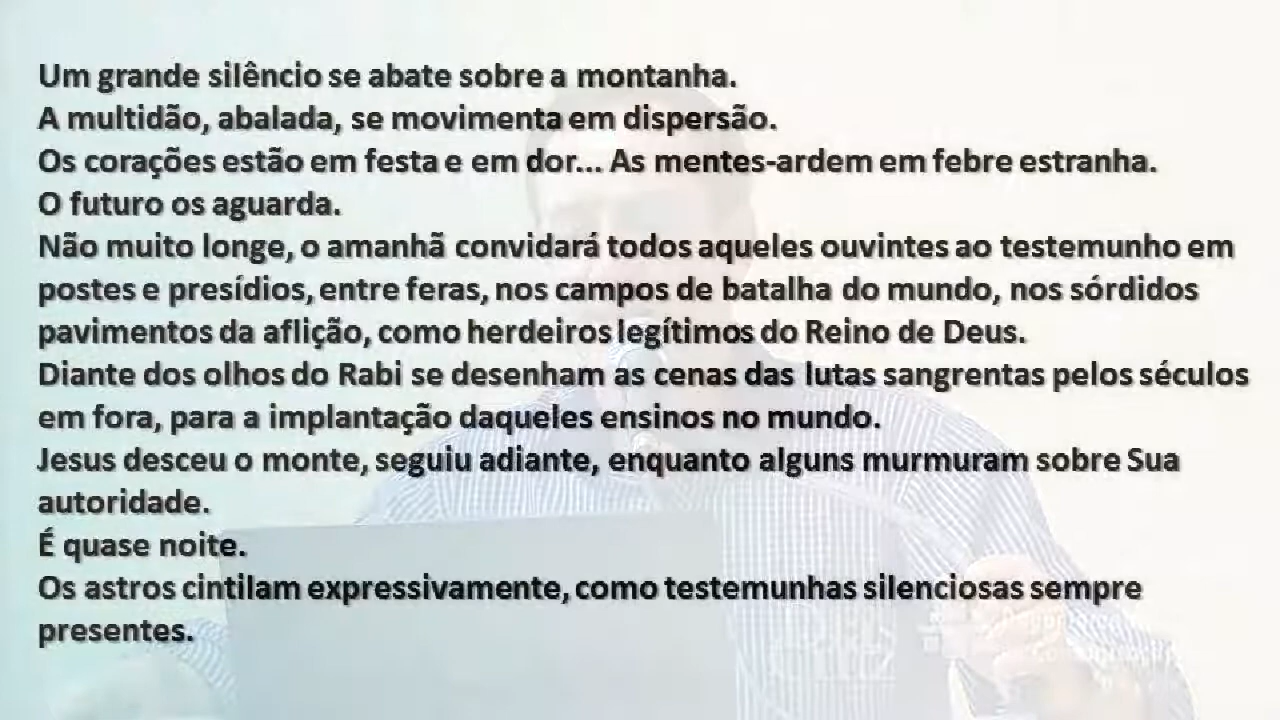 Um grande silêncio se abate sobre a montanha.
A multidão, abalada, se movimenta em dispersão.
Os corações estão em festa e em dor... As mentes-ardem em febre estranha.
O futuro os aguarda.
Não muito longe, o amanhã convidará todos aqueles ouvintes ao testemunho em
postes e presídios, entre feras, nos campos de batalha do mundo, nos sórdidos
pavimentos da aflição, como herdeiros legítimos do Reino de Deus.
Diante dos olhos do Rabi se desenham as cenas das lutas sangrentas pelos séculos
em fora, para a implantação daqueles ensinos no mundo.
Jesus desceu o monte, seguiu adiante, enquanto alguns murmuram sobre Sua
autoridade.
É quase noite.
Os astros cintilam expressivamente, como testemunhas silenciosas sempre
presentes.